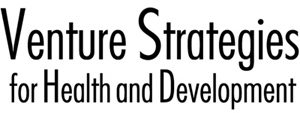 Venture Strategies
for Health and Development